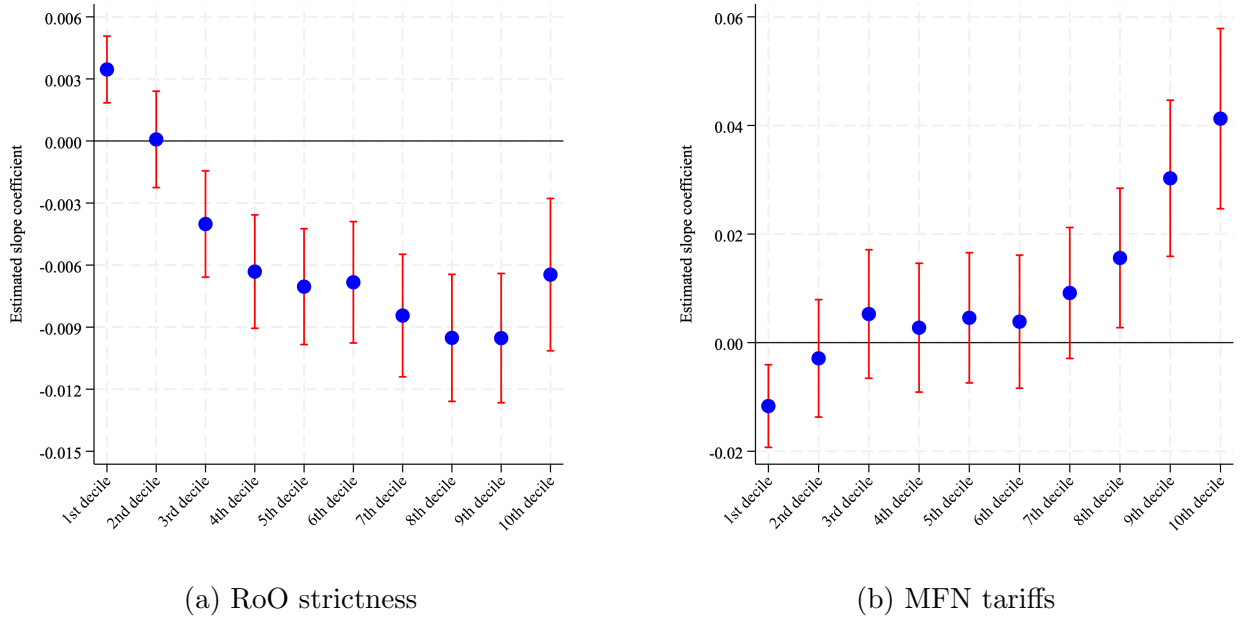 0.006
0.003
0.000
-0.003
-0.006
-0.009
-0.012
-0.015
Estimated slope coefficient
1st decile
2nd decile
3rd decile
4th decile
5th decile
6th decile
7th decile
8th decile
9th decile
10th decile
(a) RoO strictness
0.06
0.04
0.02
0.00
-0.02
Estimated slope coefficient
1st decile
2nd decile
3rd decile
4th decile
5th decile
6th decile
7th decile
8th decile
9th decile
10th decile
(b) MFN tariffs